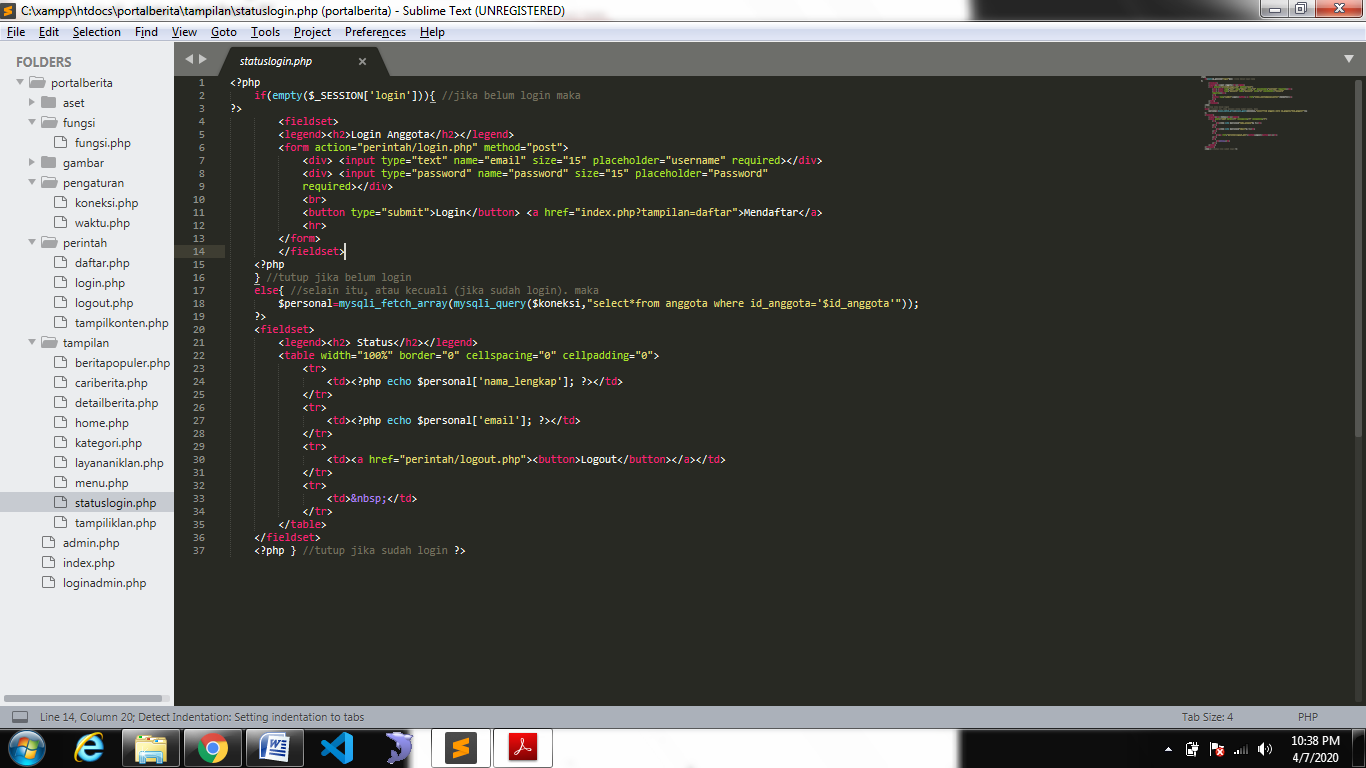 C:\xampp\htdocs\portalberita\tampilan\statuslogin.php (portalberita) - Sublime Text (UNREGISTERED)
File Edit Selection Find View Goto Tools Project Preferences Help
FOLDERS
portalberita
aset
fungsi
fungsi.php
gambar
pengaturan
koneksi.php
waktu.php
perintah
daftar.php
login.php
logout.php
tampilkonten.php
tampilan
beritapopuler.php
cariberita.php
detailberita.php
home.php
kategori.php
layananiklan.php
menu.php
statuslogin.php
tampiliklan.php
admin.php
index.php
loginadmin.php
statuslogin.php
1 <?php
2 if(empty($_SESSION['login'])){ //jika belum login maka
3 ?>
4 <fieldset>
5 <legend><h2>Login Anggota</h2></legend>
6 <form action="perintah/login.php" method="post">
7 <div> <input type="text" name="email" size="15" placeholder="username" required></div>
8 <div> <input type="password" name="password" size="15" placeholder="Password"
9 required></div>
10 <br>
11 <button type="submit">Login</button> <a href="index.php?tampilan=daftar">Mendaftar</a>
12 <hr>
13 </form>
14 </fieldset>
15 <?php
16 } //tutup jika belum login
17 else{ //selain itu, atau kecuali (jika sudah login). maka
18 $personal=mysqli_fetch_array(mysqli_query($koneksi,"select*from anggota where id_anggota='$id_anggota'"));
19 ?>
20 <fieldset>
21 <legend><h2> Status</h2></legend>
22 <table width="100%" border="0" cellspacing="0" cellpadding="0">
23 <tr>
24 <td><?php echo $personal['nama_lengkap']; ?></td>
25 </tr>
26 <tr>
27 <td><?php echo $personal['email']; ?></td>
28 </tr>
29 <tr>
30 <td><a href="perintah/logout.php"><button>Logout</button></a></td>
31 </tr>
32 <tr>
33 <td>&nbsp;</td>
34 </tr>
35 </table>
36 </fieldset>
37 <?php } //tutup jika sudah login ?>
Line 14, Column 20; Detect Indentation: Setting indentation to tabs
Tab Size: 4
PHP
10:38 PM
4/7/2020